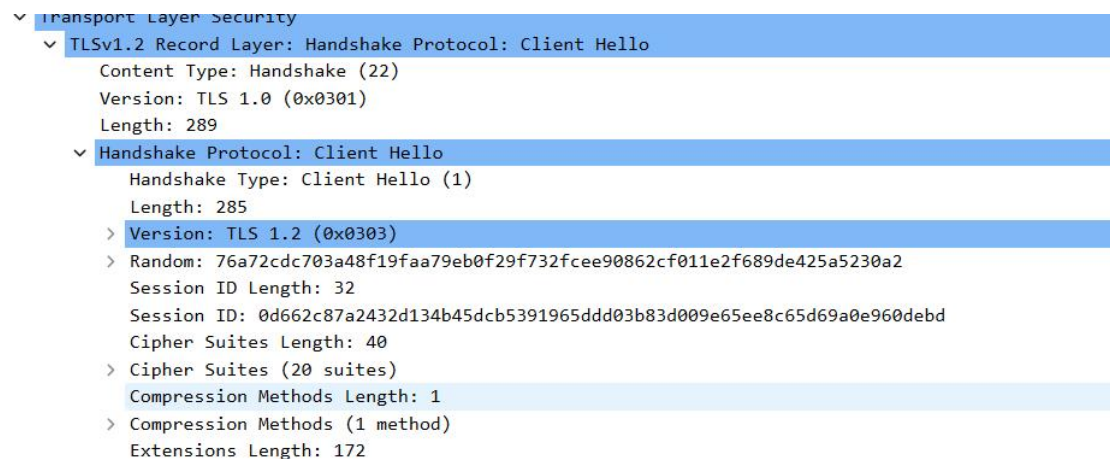 Transport Layer Security
TLSv1.2 Record Layer: Handshake Protocol: Client Hello
Content Type: Handshake (22)
Version: TLS 1.0 (0x0301)
Length: 289
Handshake Protocol: Client Hello
Handshake Type: Client Hello (1)
Length: 285
Version: TLS 1.2 (0x0303)
Random: 76a72cdc703a48f19faa79eb0f29f732fcee90862cf011e2f689de425a5230a2
Session ID Length: 32
Session ID: 0d662c87a2432d134b45dcb5391965ddd03b83d009e65ee8c65d69a0e960debd
Cipher Suites Length: 40
Cipher Suites (20 suites)
Compression Methods Length: 1
Compression Methods (1 method)
Extensions Length: 172